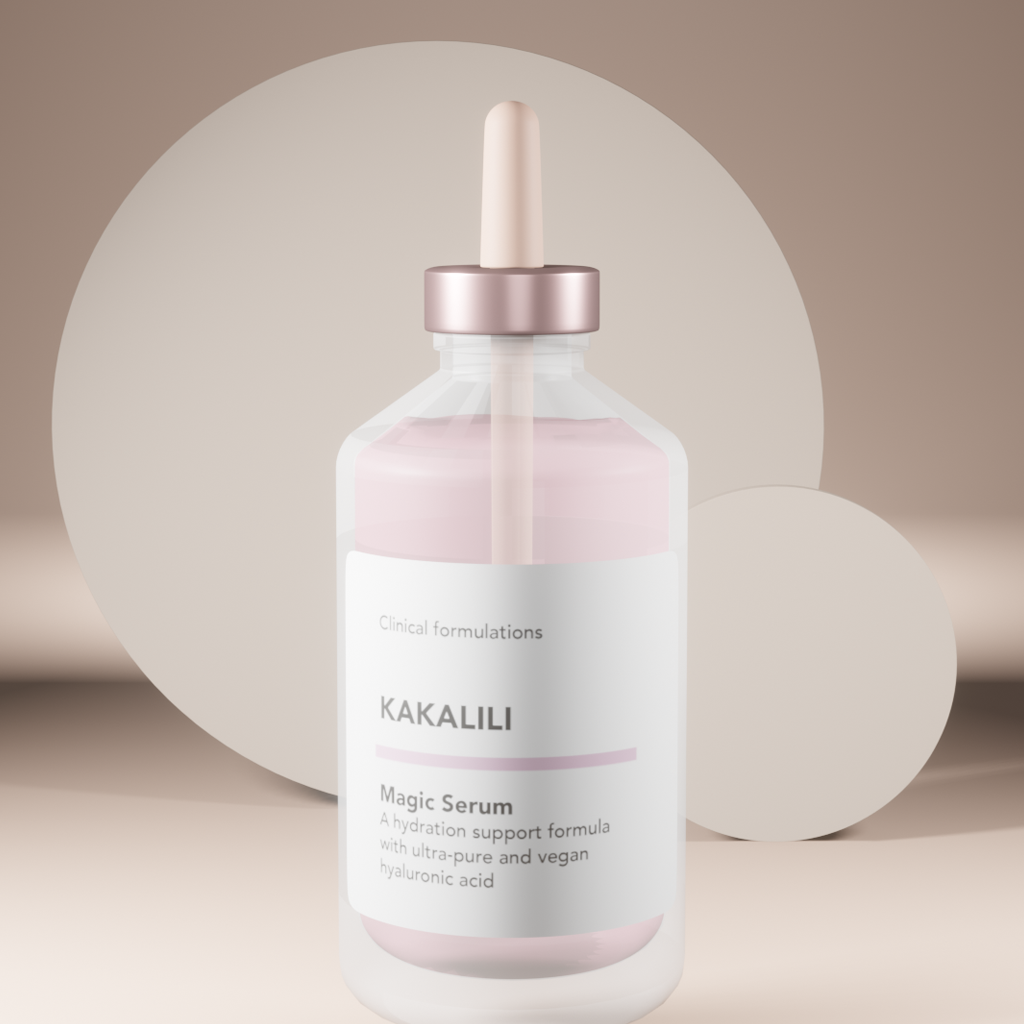 Clinical formulations
KAKALILI
Magic Serum
A hydration support formula
with ultra-pure and vegan
hyaluronic acid